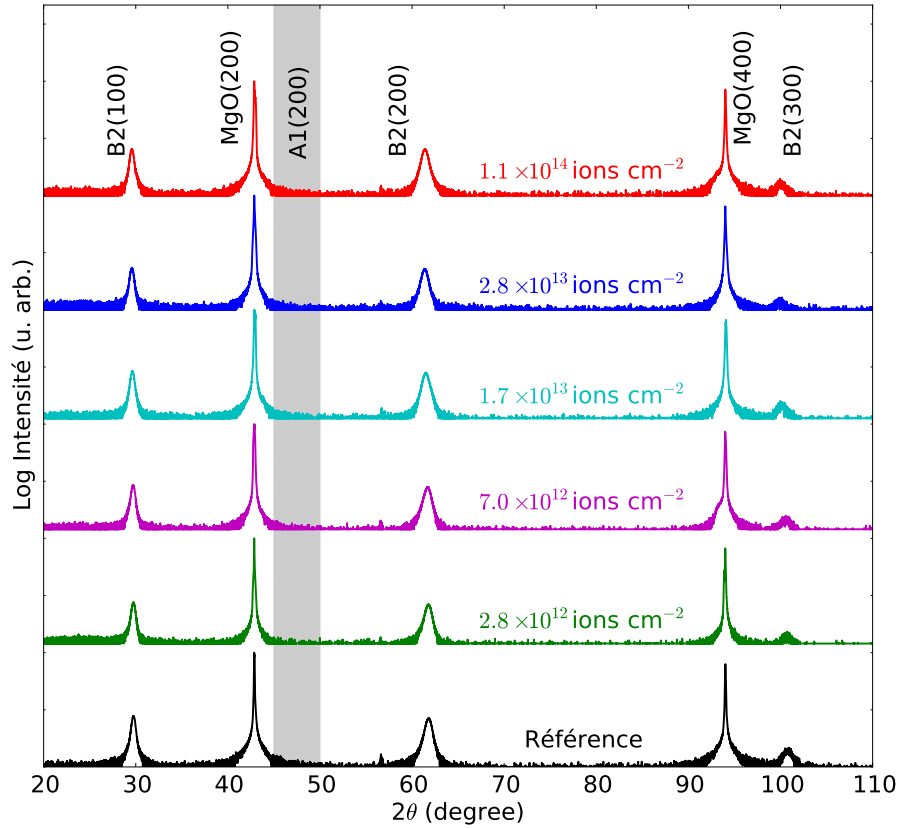 B2(100)
MgO(200)
A1(200)
B2(200)
MgO(400)
B2(300)
1.1 ×10¹⁴ ions cm⁻²
2.8 ×10¹³ ions cm⁻²
1.7 ×10¹³ ions cm⁻²
7.0 ×10¹² ions cm⁻²
2.8 ×10¹² ions cm⁻²
Référence
Log Intensité (u. arb.)
20 30 40 50 60 70 80 90 100 110
2θ (degree)